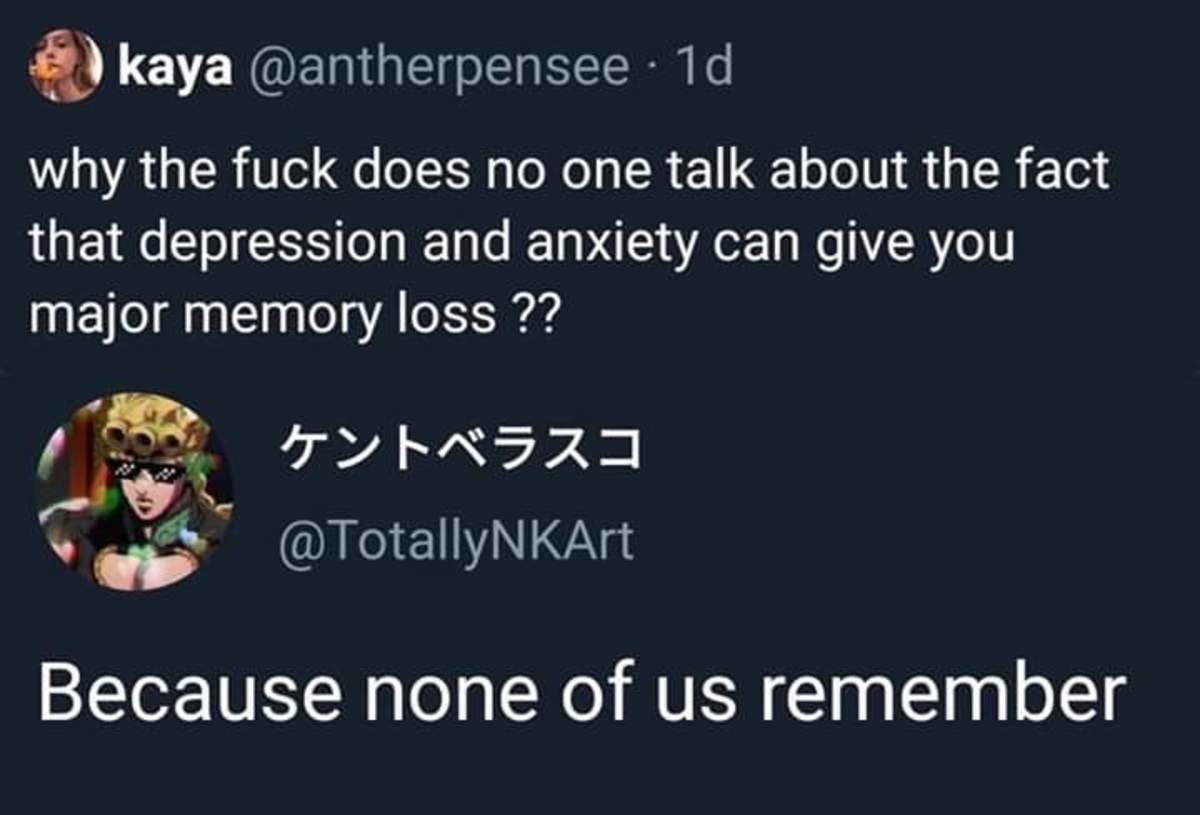 kaya @antherpensee · 1d
why the fuck does no one talk about the fact
that depression and anxiety can give you
major memory loss ??
ケントベラスコ
@TotallyNKArt
Because none of us remember